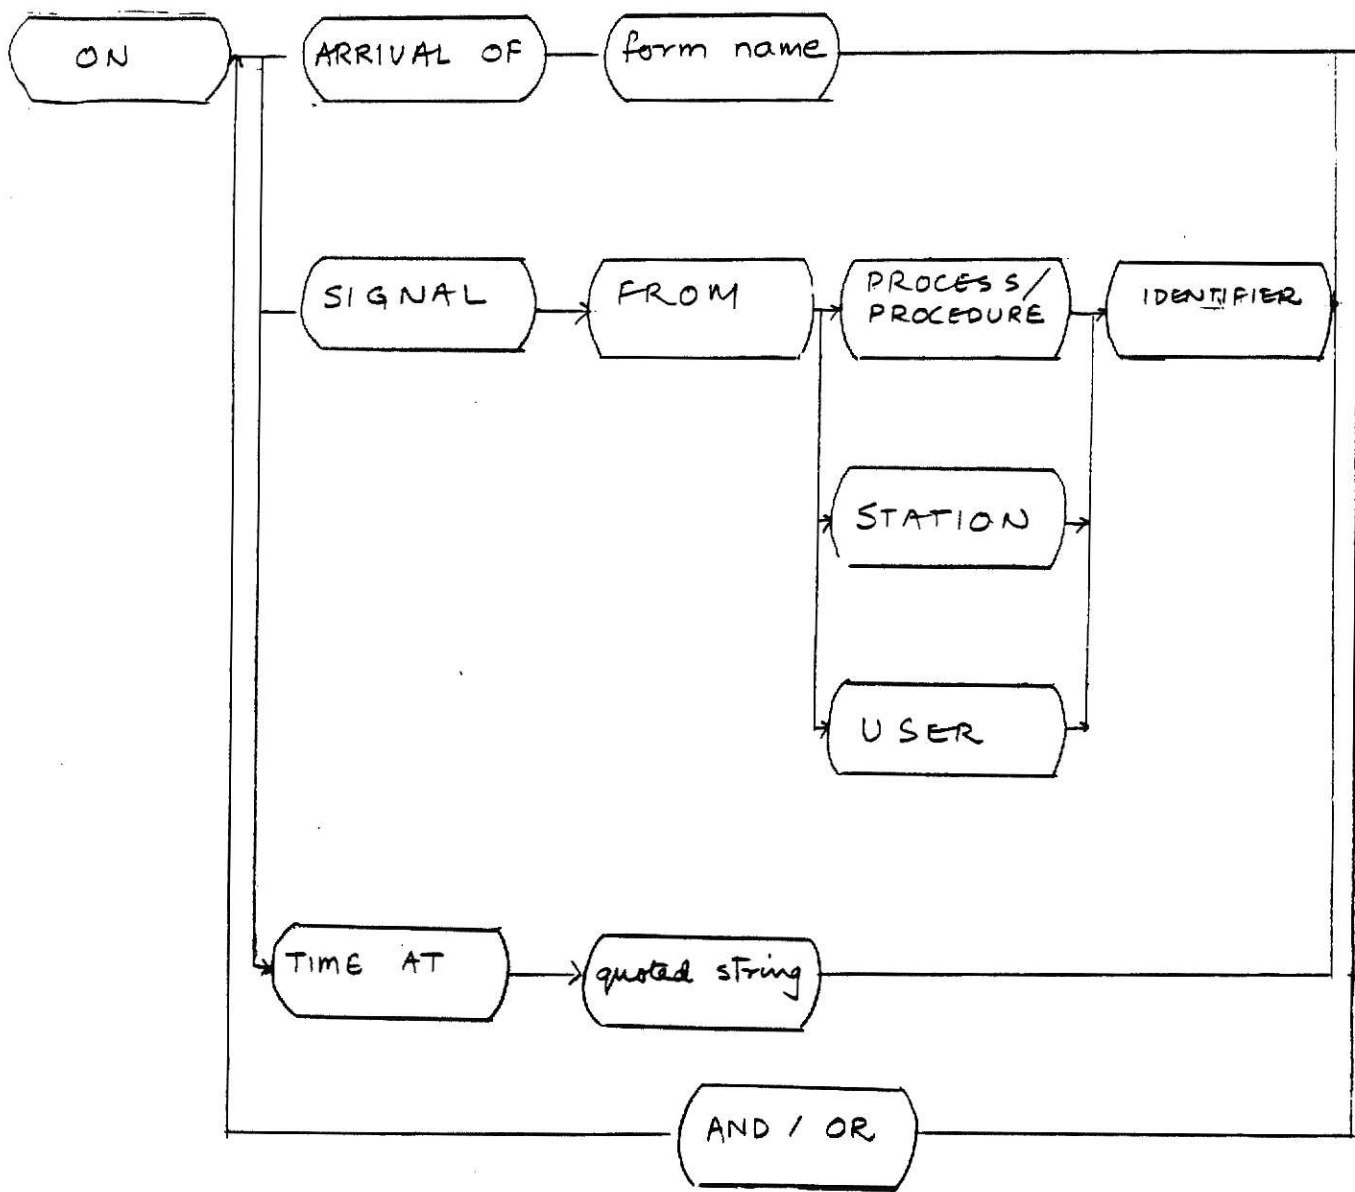 ON
ARRIVAL OF
form name
SIGNAL
FROM
PROCESS/
PROCEDURE
IDENTIFIER
STATION
USER
TIME AT
quoted string
AND / OR